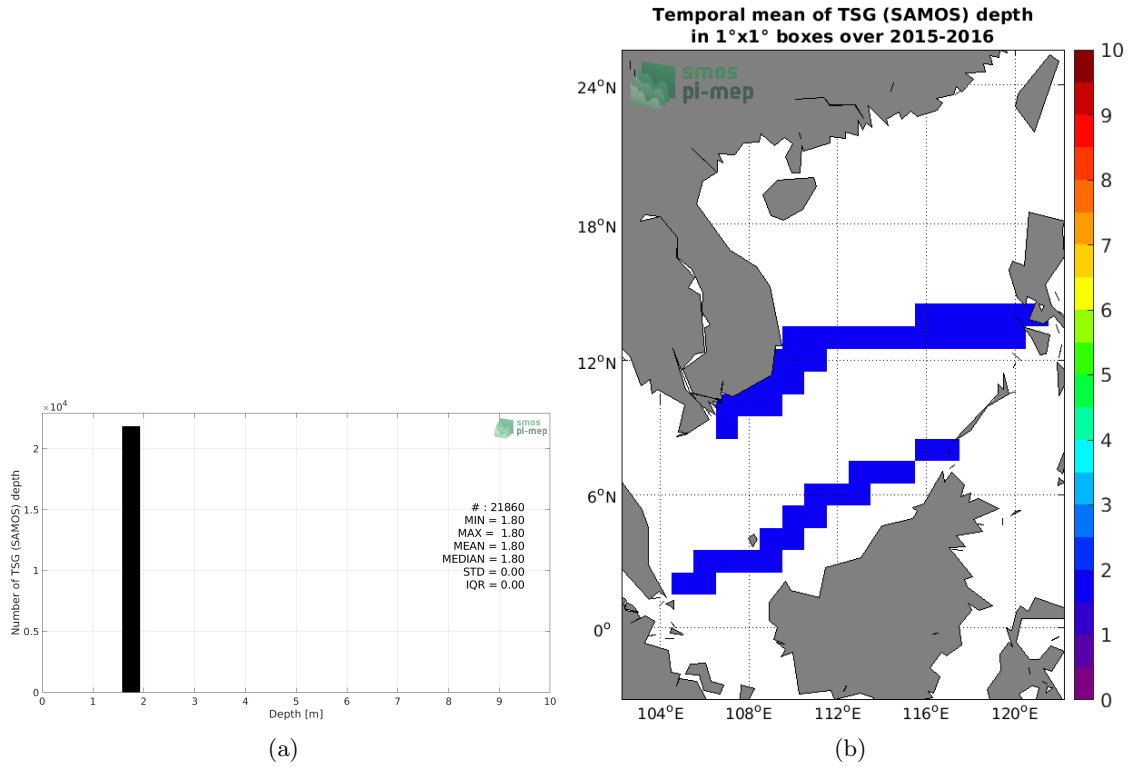 ×10⁴
2
1.5
1
0.5
0
Number of TSG (SAMOS) depth
smos
pi-mep
# : 21860
MIN = 1.80
MAX = 1.80
MEAN = 1.80
MEDIAN = 1.80
STD = 0.00
IQR = 0.00
0 1 2 3 4 5 6 7 8 9 10
Depth [m]
(a)
Temporal mean of TSG (SAMOS) depth
in 1°x1° boxes over 2015-2016
smos
pi-mep
24°N
18°N
12°N
6°N
0°
104°E 108°E 112°E 116°E 120°E
10
9
8
7
6
5
4
3
2
1
0
(b)